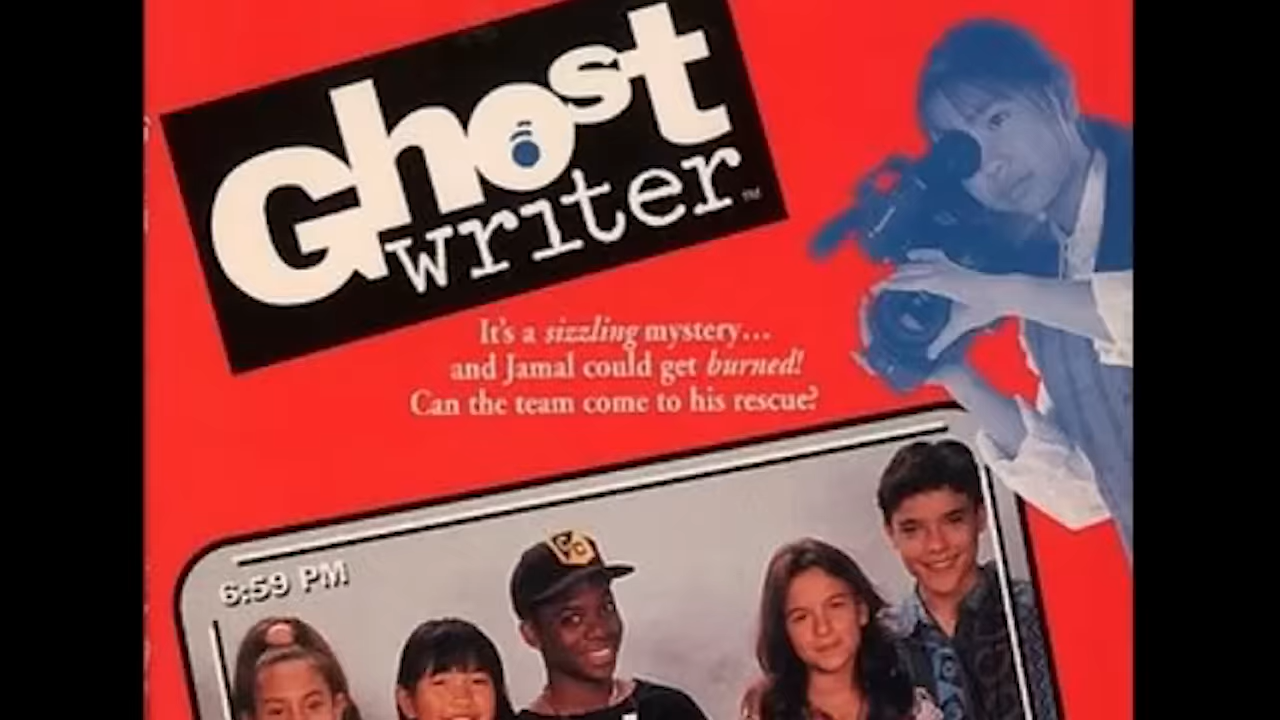 Ghost
writer™
It's a sizzling mystery...
and Jamal could get burned!
Can the team come to his rescue?
6:59 PM